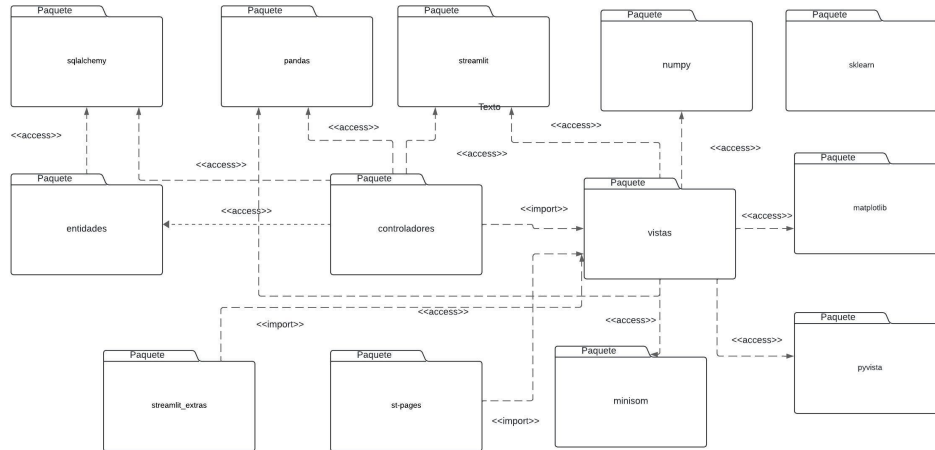 Paquete
sqlalchemy
Paquete
pandas
Paquete
streamlit
Paquete
numpy
Paquete
sklearn
Texto
<<access>>
<<access>>
<<access>>
<<access>>
<<access>>
<<access>>
Paquete
entidades
Paquete
controladores
Paquete
vistas
Paquete
matplotlib
<<access>>
<<import>>
<<access>>
<<import>>
<<access>>
<<access>>
<<access>>
Paquete
pyvista
Paquete
streamlit_extras
Paquete
st-pages
<<import>>
Paquete
minisom